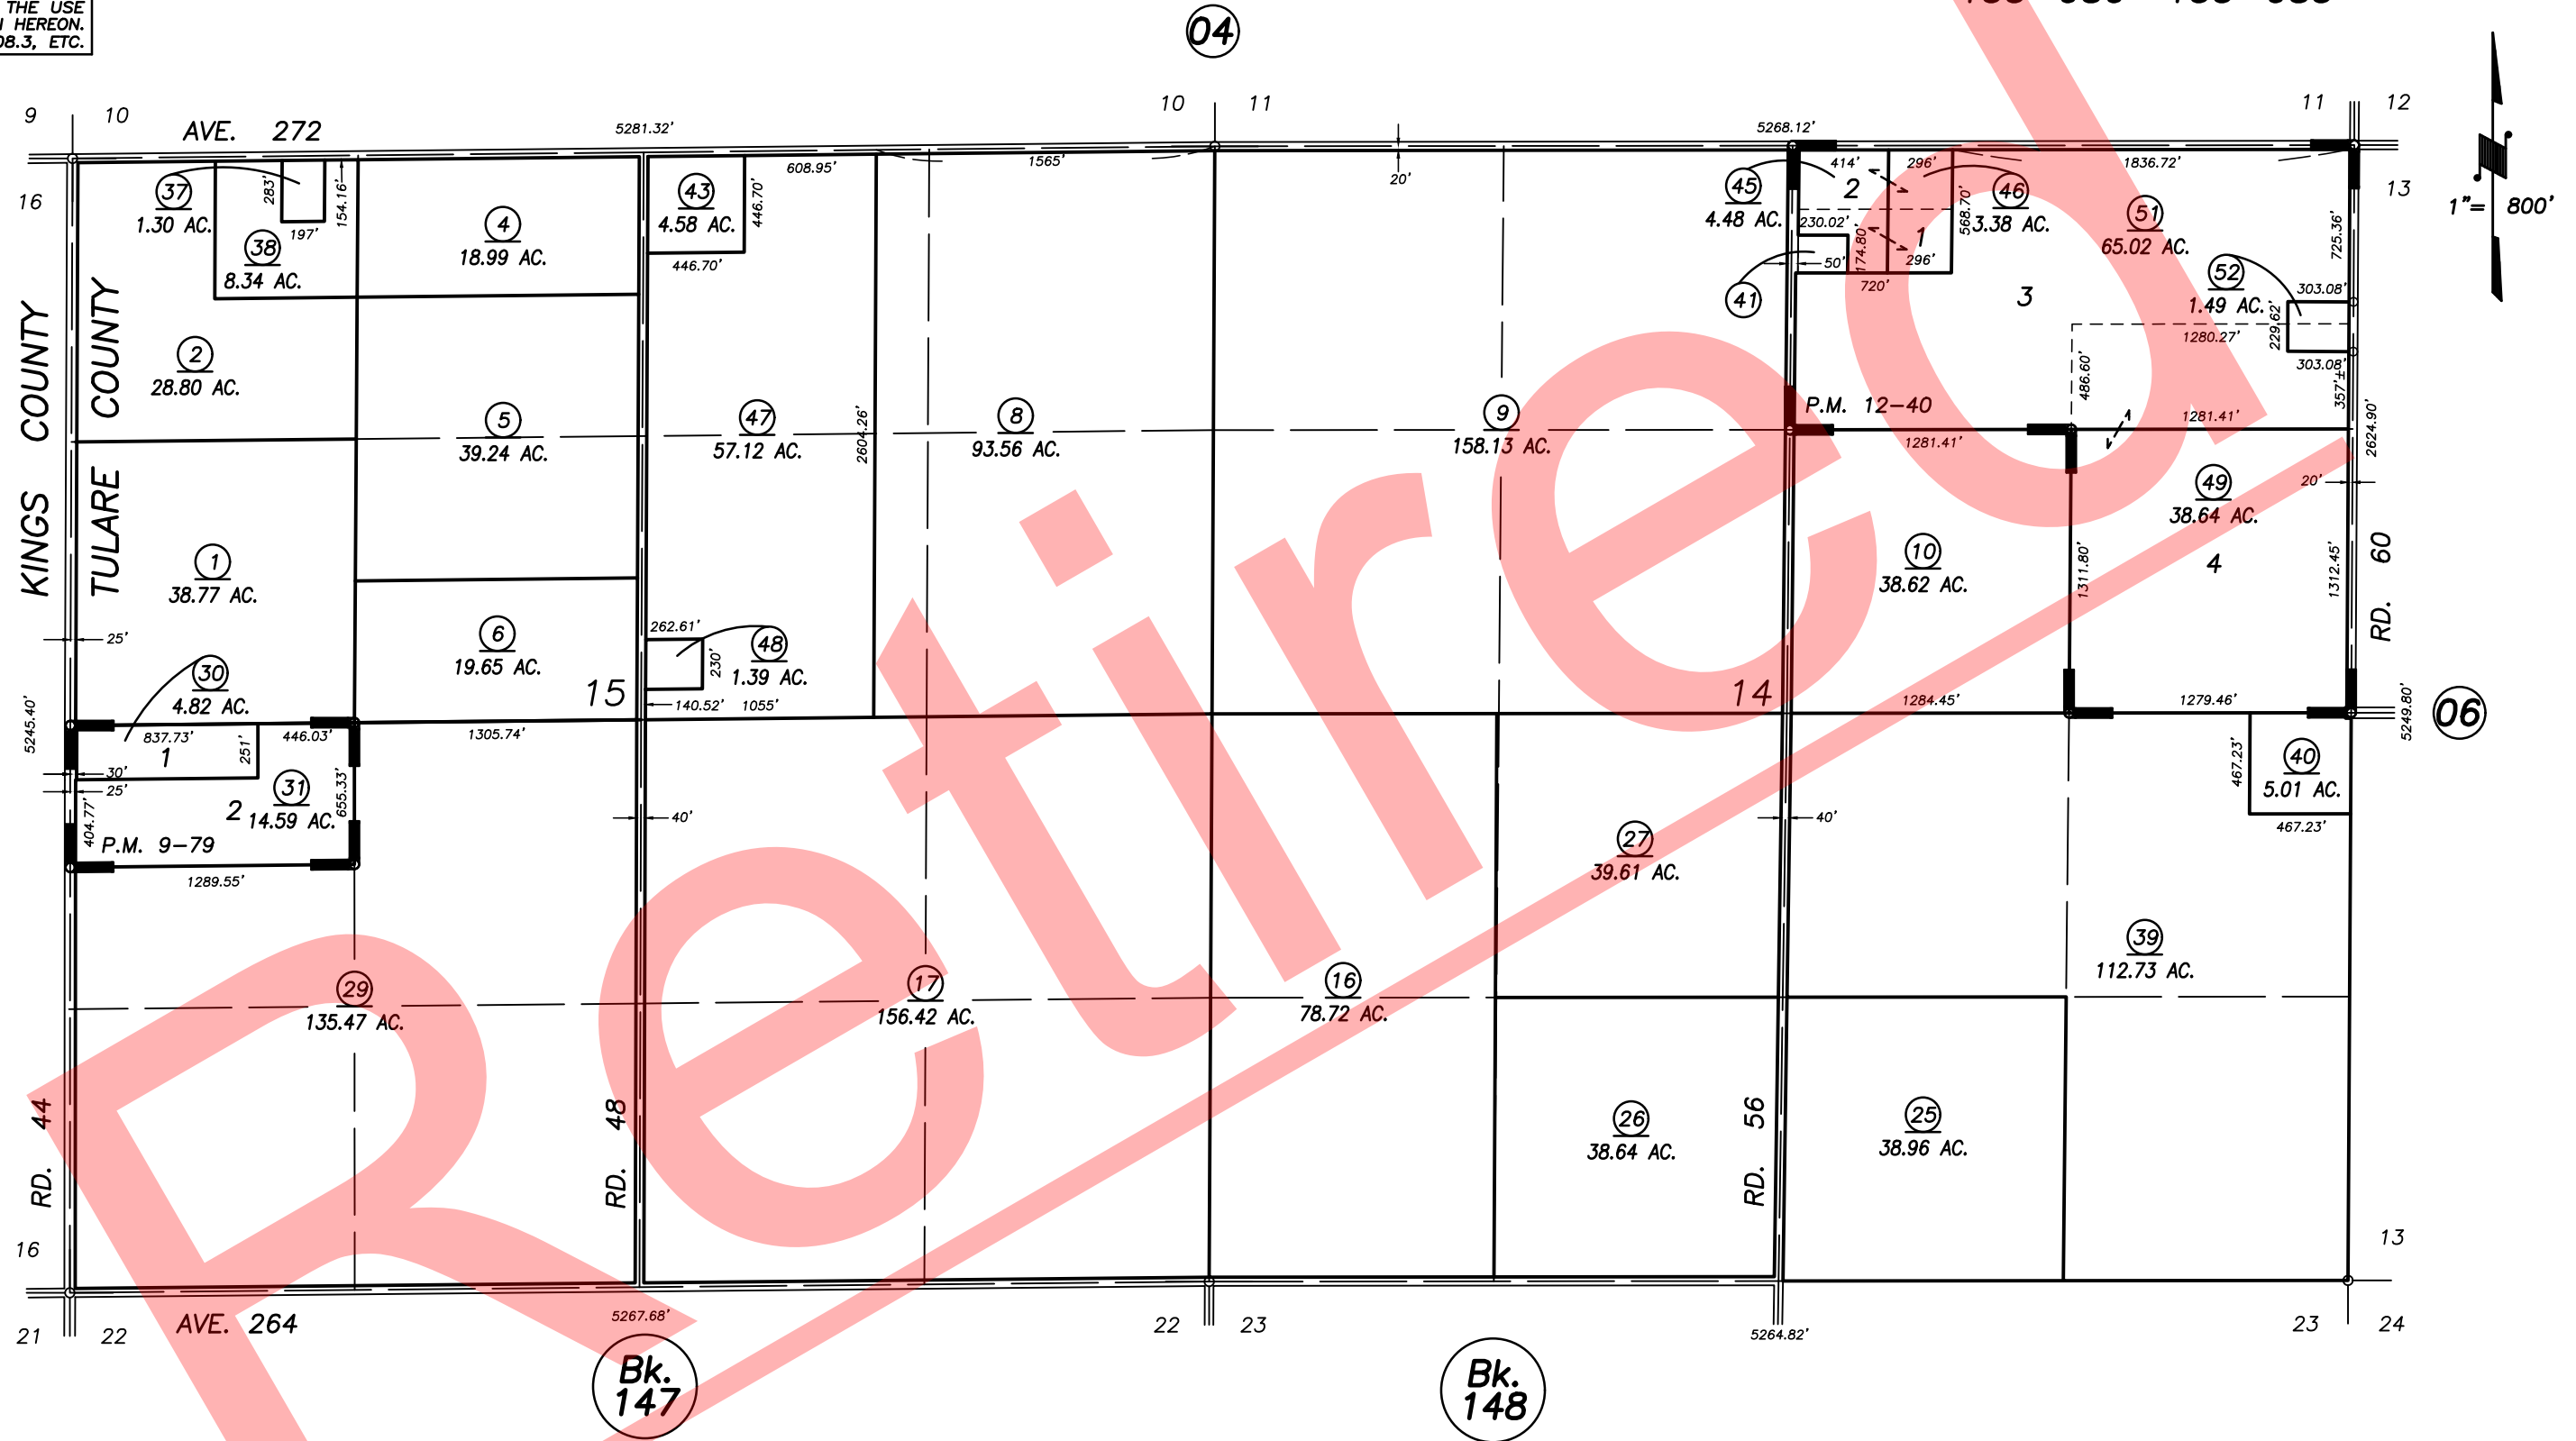 THE USE
HEREON.
08.3, ETC.
04
1"= 800'
9
10
AVE. 272
5281.32'
10
11
5268.12'
11
12
16
13
KINGS COUNTY
TULARE COUNTY
37
1.30 AC.
283'
197'
154.16'
38
8.34 AC.
4
18.99 AC.
43
4.58 AC.
446.70'
446.70'
608.95'
1565'
20'
45
4.48 AC.
414'
2
296'
230.02'
174.80'
1
296'
568.70'
46
3.38 AC.
1836.72'
51
65.02 AC.
725.36'
50'
720'
41
3
52
1.49 AC.
303.08'
229.62'
303.08'
1280.27'
486.60'
357'±
2
28.80 AC.
5
39.24 AC.
47
57.12 AC.
2604.26'
8
93.56 AC.
9
158.13 AC.
P.M. 12-40
1281.41'
1281.41'
2624.90'
20'
49
38.64 AC.
4
10
38.62 AC.
1311.80'
1312.45'
RD. 60
1
38.77 AC.
25'
6
19.65 AC.
15
262.61'
230'
48
1.39 AC.
140.52'
1055'
14
1284.45'
1279.46'
5249.80'
06
30
4.82 AC.
5245.40'
837.73'
1
251'
446.03'
1305.74'
30'
25'
31
2
14.59 AC.
655.33'
404.77'
P.M. 9-79
1289.55'
40'
40'
27
39.61 AC.
467.23'
40
5.01 AC.
467.23'
39
112.73 AC.
29
135.47 AC.
17
156.42 AC.
16
78.72 AC.
26
38.64 AC.
25
38.96 AC.
RD. 44
RD. 48
RD. 56
16
13
21
22
AVE. 264
5267.68'
22
23
5264.82'
23
24
Bk.
147
Bk.
148
Retired